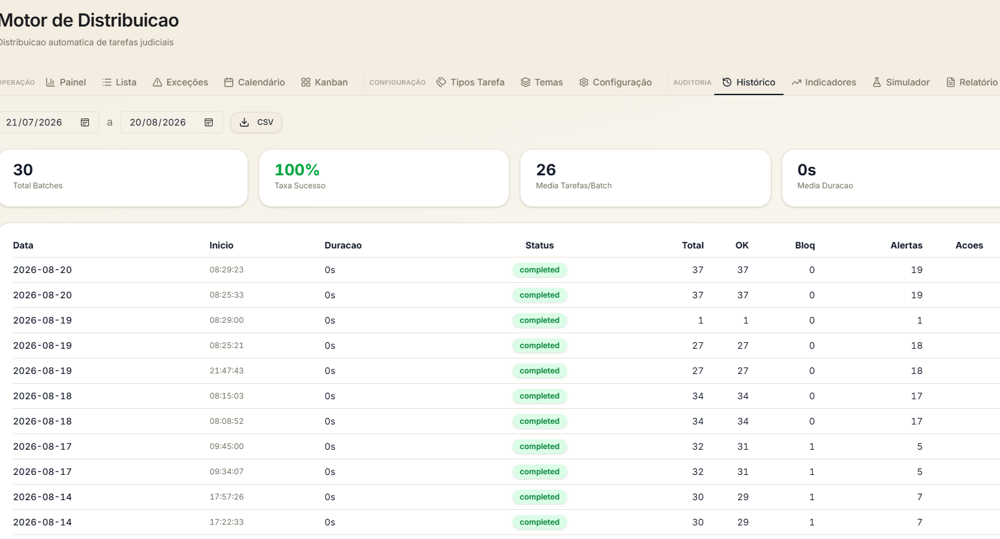 Motor de Distribuicao
Distribuicao automatica de tarefas judiciais
OPERAÇÃO Painel Lista Exceções Calendário Kanban CONFIGURAÇÃO Tipos Tarefa Temas Configuração AUDITORIA Histórico Indicadores Simulador Relatório
21/07/2026 a 20/08/2026 CSV
30 100% 26 0s
Total Batches Taxa Sucesso Media Tarefas/Batch Media Duracao
Data Inicio Duracao Status Total OK Bloq Alertas Acoes
2026-08-20 08:29:23 0s completed 37 37 0 19
2026-08-20 08:25:33 0s completed 37 37 0 19
2026-08-19 08:29:00 0s completed 1 1 0 1
2026-08-19 08:25:21 0s completed 27 27 0 18
2026-08-19 21:47:43 0s completed 27 27 0 18
2026-08-18 08:15:03 0s completed 34 34 0 17
2026-08-18 08:08:52 0s completed 34 34 0 17
2026-08-17 09:45:00 0s completed 32 31 1 5
2026-08-17 09:34:07 0s completed 32 31 1 5
2026-08-14 17:57:26 0s completed 30 29 1 7
2026-08-14 17:22:33 0s completed 30 29 1 7